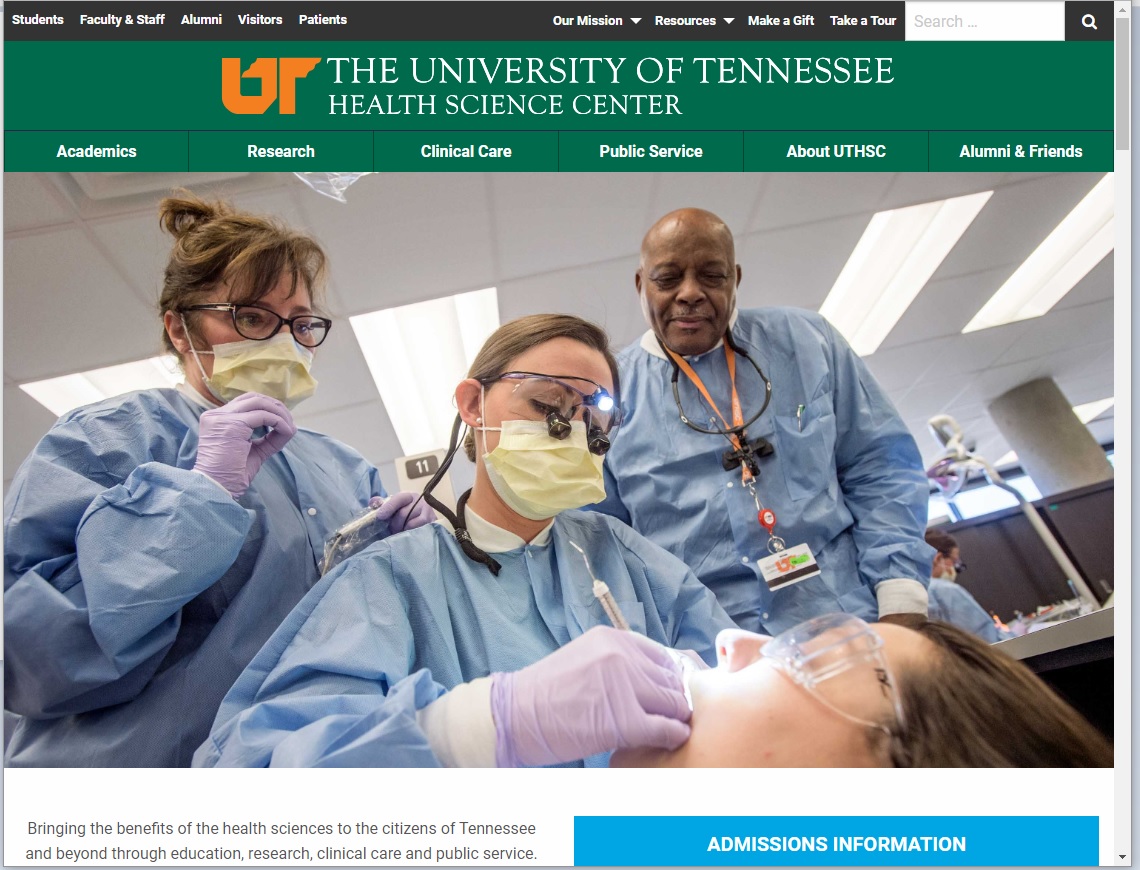 Students Faculty & Staff Alumni Visitors Patients Our Mission Resources Make a Gift Take a Tour Search ...
UT THE UNIVERSITY OF TENNESSEE
HEALTH SCIENCE CENTER
Academics Research Clinical Care Public Service About UTHSC Alumni & Friends
11
Bringing the benefits of the health sciences to the citizens of Tennessee
and beyond through education, research, clinical care and public service.
ADMISSIONS INFORMATION